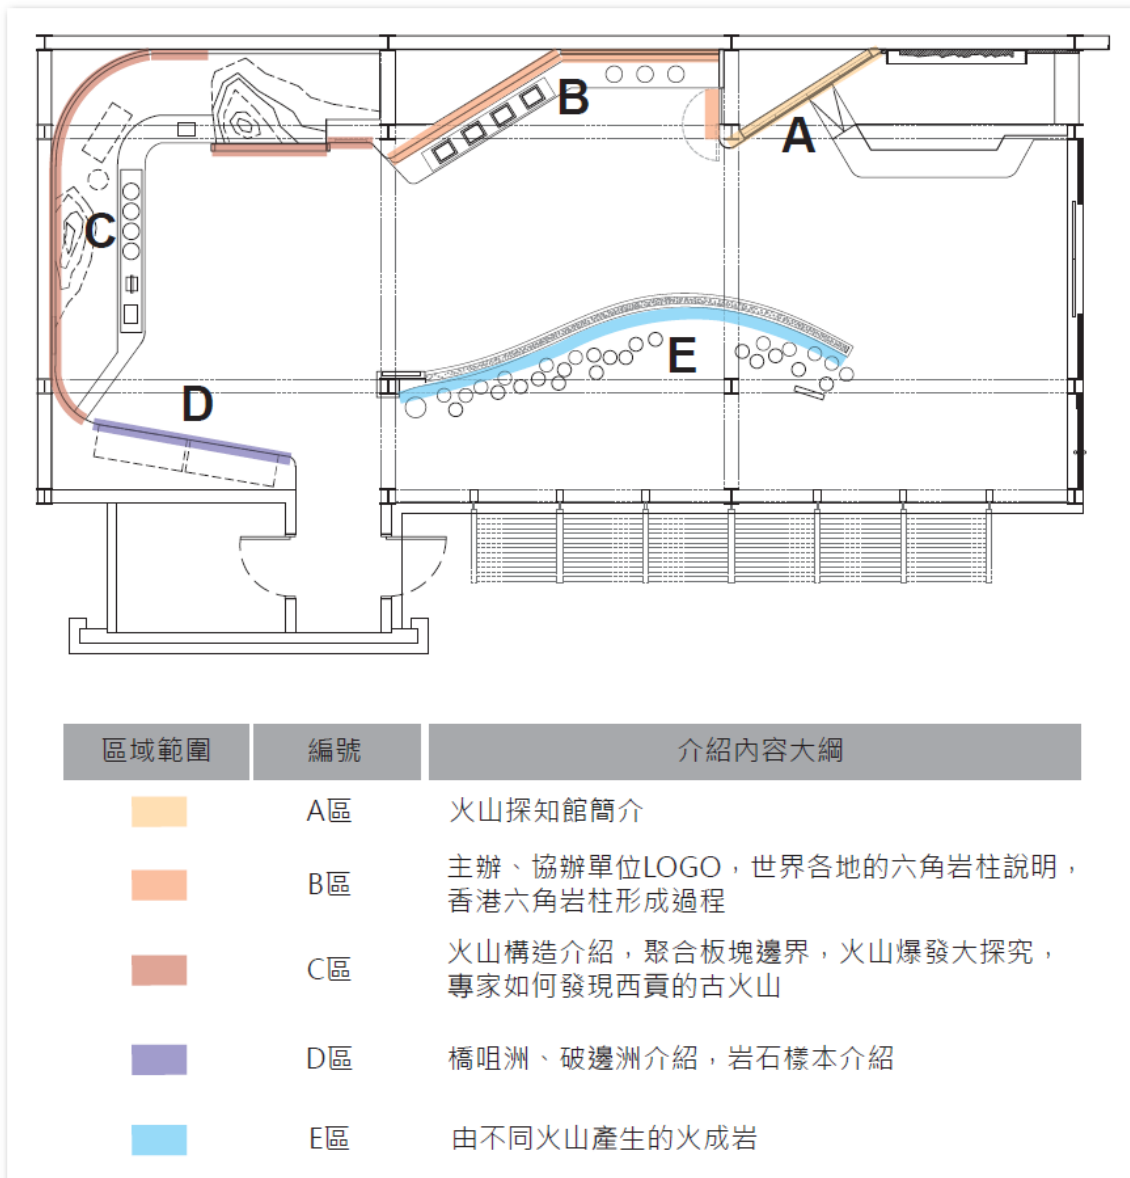 B
A
C
E
D
區域範圍 編號 介紹內容大綱
A區 火山探知館簡介
B區 主辦、協辦單位LOGO，世界各地的六角岩柱說明，
香港六角岩柱形成過程
C區 火山構造介紹，聚合板塊邊界，火山爆發大探究，
專家如何發現西貢的古火山
D區 橋咀洲、破邊洲介紹，岩石樣本介紹
E區 由不同火山產生的火成岩